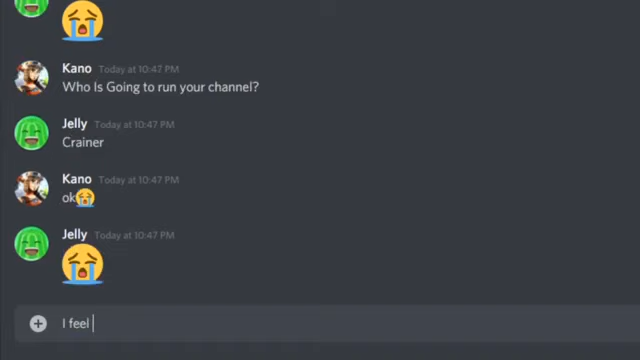 Kano Today at 10:47 PM
Who Is Going to run your channel?
Jelly Today at 10:47 PM
Crainer
Kano Today at 10:47 PM
ok😭
Jelly Today at 10:47 PM
I feel